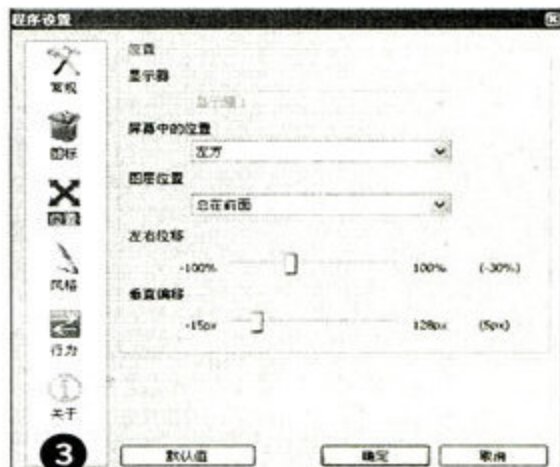 程序设置
常规
图标
位置
风格
行为
关于
3
位置
显示器
显示器 1
屏幕中的位置
左方
图层位置
总在前面
左右位移
-100% 100% (-30%)
垂直偏移
-15px 128px (5px)
默认值 确定 取消